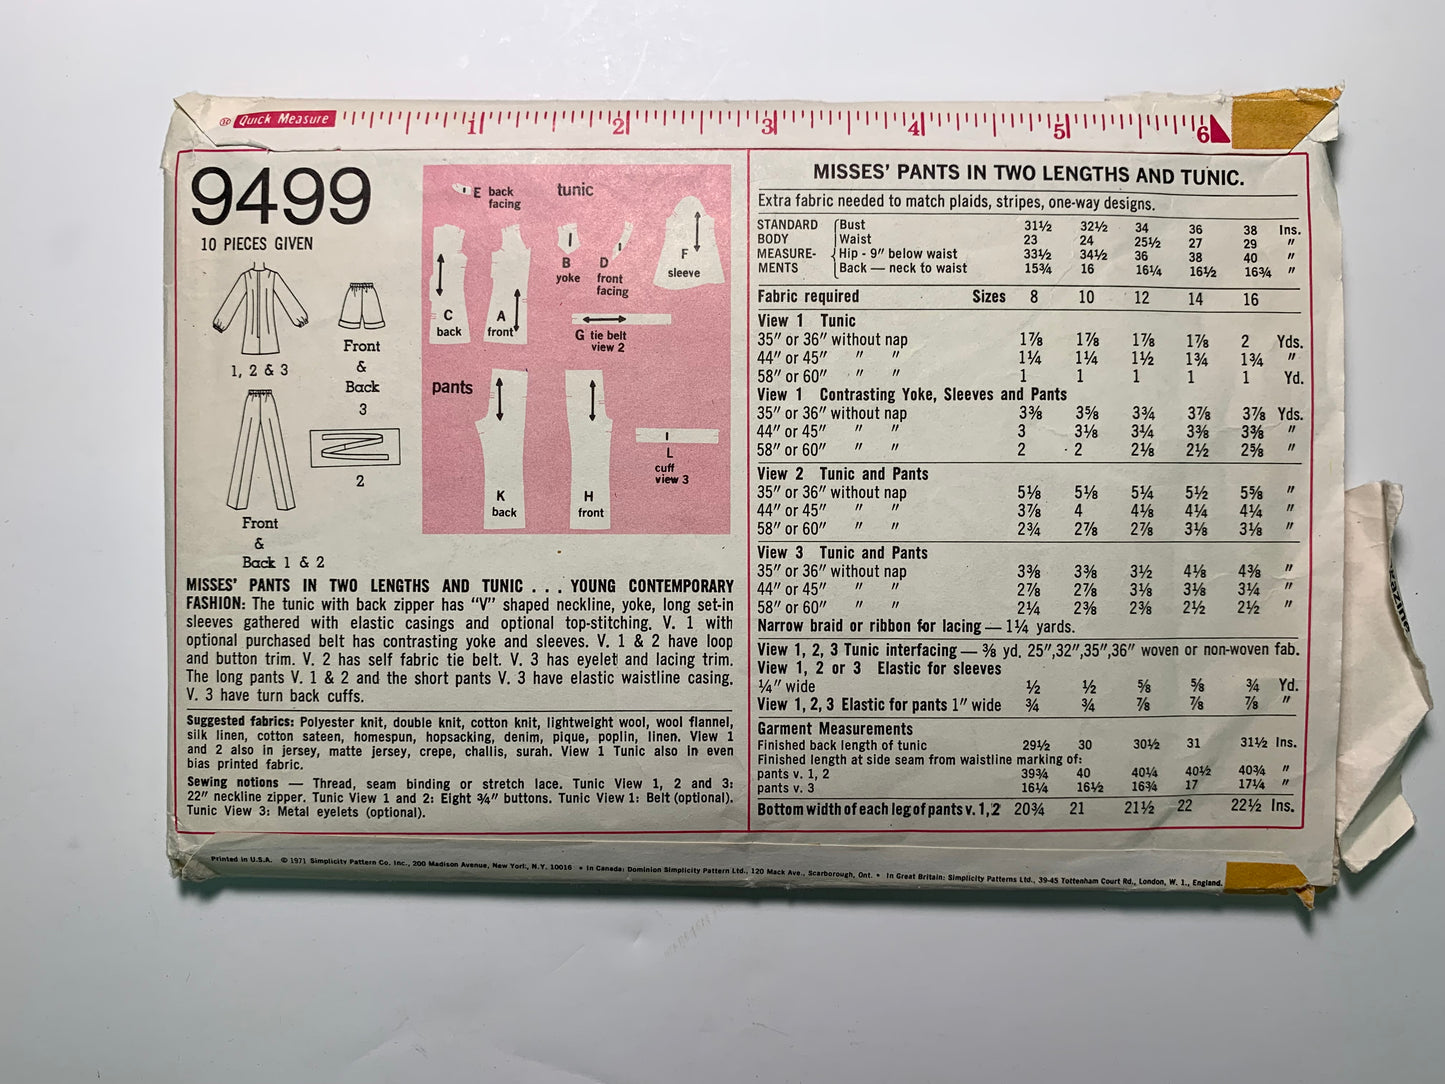 Quick Measure 1 2 3 4 5 6
9499
10 PIECES GIVEN
1, 2 & 3
Front
&
Back
3
2
Front
&
Back 1 & 2
tunic
E back
facing
B
yoke
D
front
facing
F
sleeve
C
back
A
front
G tie belt
view 2
pants
K
back
H
front
L
cuff
view 3
MISSES' PANTS IN TWO LENGTHS AND TUNIC . . . YOUNG CONTEMPORARY
FASHION: The tunic with back zipper has "V" shaped neckline, yoke, long set-in
sleeves gathered with elastic casings and optional top-stitching. V. 1 with
optional purchased belt has contrasting yoke and sleeves. V. 1 & 2 have loop
and button trim. V. 2 has self fabric tie belt. V. 3 has eyelet and lacing trim.
The long pants V. 1 & 2 and the short pants V. 3 have elastic waistline casing.
V. 3 have turn back cuffs.
Suggested fabrics: Polyester knit, double knit, cotton knit, lightweight wool, wool flannel,
silk linen, cotton sateen, homespun, hopsacking, denim, pique, poplin, linen. View 1
and 2 also in jersey, matte jersey, crepe, challis, surah. View 1 Tunic also in even
bias printed fabric.
Sewing notions — Thread, seam binding or stretch lace. Tunic View 1, 2 and 3:
22" neckline zipper. Tunic View 1 and 2: Eight ¾" buttons. Tunic View 1: Belt (optional).
Tunic View 3: Metal eyelets (optional).
MISSES' PANTS IN TWO LENGTHS AND TUNIC.
Extra fabric needed to match plaids, stripes, one-way designs.
STANDARD Bust 31½ 32½ 34 36 38 Ins.
BODY Waist 23 24 25½ 27 29 "
MEASURE- Hip - 9" below waist 33½ 34½ 36 38 40 "
MENTS Back — neck to waist 15¾ 16 16¼ 16½ 16¾ "
Fabric required Sizes 8 10 12 14 16
View 1 Tunic
35" or 36" without nap 1⅞ 1⅞ 1⅞ 1⅞ 2 Yds.
44" or 45" " " 1¼ 1¼ 1½ 1¾ 1¾ "
58" or 60" " " 1 1 1 1 1 Yd.
View 1 Contrasting Yoke, Sleeves and Pants
35" or 36" without nap 3⅜ 3⅝ 3¾ 3⅞ 3⅞ Yds.
44" or 45" " " 3 3⅛ 3¼ 3⅜ 3⅜ "
58" or 60" " " 2 2 2⅛ 2½ 2⅝ "
View 2 Tunic and Pants
35" or 36" without nap 5⅛ 5⅛ 5¼ 5½ 5⅝ "
44" or 45" " " 3⅞ 4 4⅛ 4¼ 4¼ "
58" or 60" " " 2¾ 2⅞ 2⅞ 3⅛ 3⅛ "
View 3 Tunic and Pants
35" or 36" without nap 3⅜ 3⅜ 3½ 4⅛ 4⅜ "
44" or 45" " " 2⅞ 2⅞ 3⅛ 3⅛ 3¼ "
58" or 60" " " 2¼ 2⅜ 2⅜ 2½ 2½ "
Narrow braid or ribbon for lacing — 1¼ yards.
View 1, 2, 3 Tunic interfacing — ⅜ yd. 25",32",35",36" woven or non-woven fab.
View 1, 2 or 3 Elastic for sleeves
¼" wide ½ ½ ⅝ ⅝ ¾ Yd.
View 1, 2, 3 Elastic for pants 1" wide ¾ ¾ ⅞ ⅞ ⅞ "
Garment Measurements
Finished back length of tunic 29½ 30 30½ 31 31½ Ins.
Finished length at side seam from waistline marking of:
pants v. 1, 2 39¾ 40 40¼ 40½ 40¾ "
pants v. 3 16¼ 16½ 16¾ 17 17¼ "
Bottom width of each leg of pants v. 1,2 20¾ 21 21½ 22 22½ Ins.
Printed in U.S.A. © 1971 Simplicity Pattern Co. Inc., 200 Madison Avenue, New York, N.Y. 10016 • In Canada: Dominion Simplicity Pattern Ltd., 120 Mack Ave., Scarborough, Ont. • In Great Britain: Simplicity Patterns Ltd., 39-45 Tottenham Court Rd., London, W. 1., England.